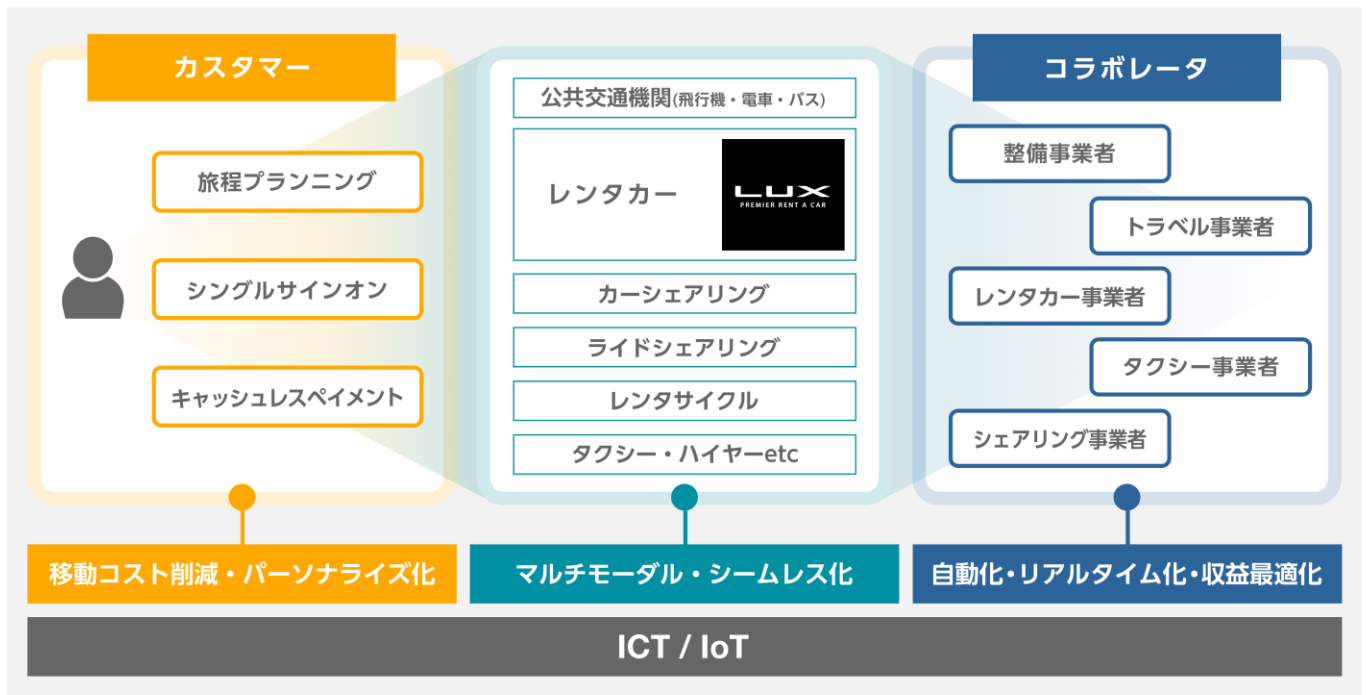 カスタマー
旅程プランニング
シングルサインオン
キャッシュレスペイメント
移動コスト削減・パーソナライズ化
公共交通機関(飛行機・電車・バス)
レンタカー
LUX
PREMIER RENT A CAR
カーシェアリング
ライドシェアリング
レンタサイクル
タクシー・ハイヤーetc
マルチモーダル・シームレス化
コラボレータ
整備事業者
トラベル事業者
レンタカー事業者
タクシー事業者
シェアリング事業者
自動化・リアルタイム化・収益最適化
ICT / IoT